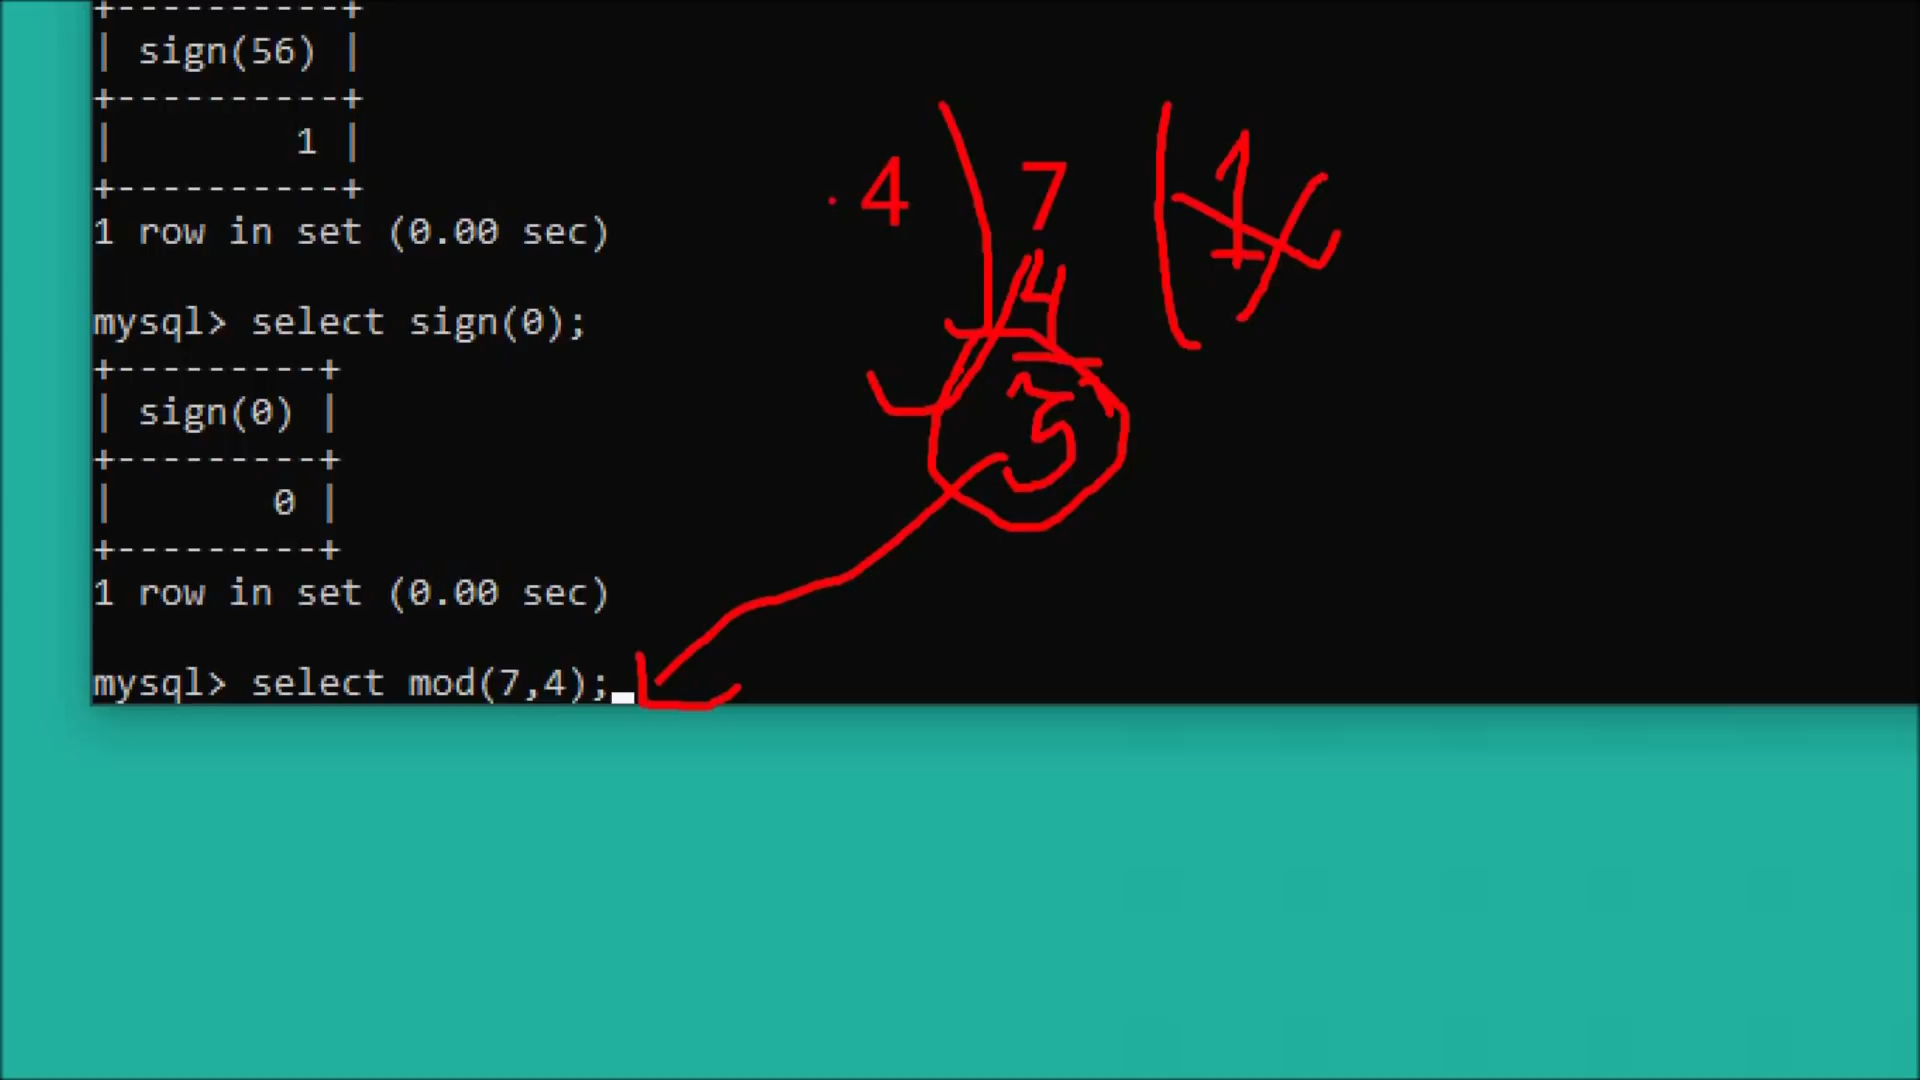 +----------+
| sign(56) |
+----------+
|        1 |
+----------+
1 row in set (0.00 sec)
mysql> select sign(0);
+---------+
| sign(0) |
+---------+
|       0 |
+---------+
1 row in set (0.00 sec)
mysql> select mod(7,4);
4 7 1
4
3